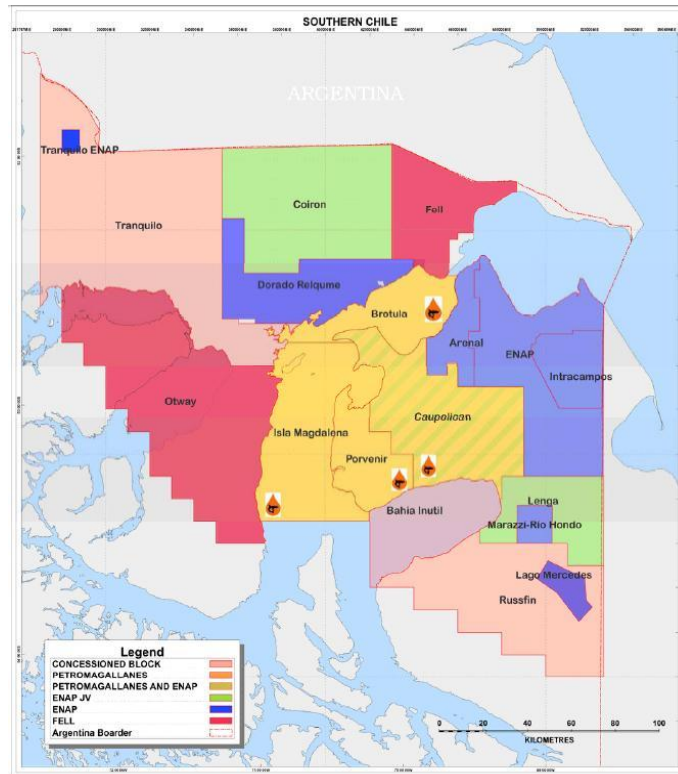 SOUTHERN CHILE
ARGENTINA
Tranquilo ENAP
Coiron
Fell
Tranquilo
Dorado Relqume
Brotula
Aronal
ENAP
Intracampos
Otway
Caupolican
Isla Magdalena
Porvenir
Lenga
Bahia Inutil
Marazzi-Rio Hondo
Lago Mercedes
Russfin
Legend
CONCESSIONED BLOCK
PETROMAGALLANES
PETROMAGALLANES AND ENAP
ENAP JV
ENAP
FELL
Argentina Boarder
0 20 40 60 80 100
KILOMETRES